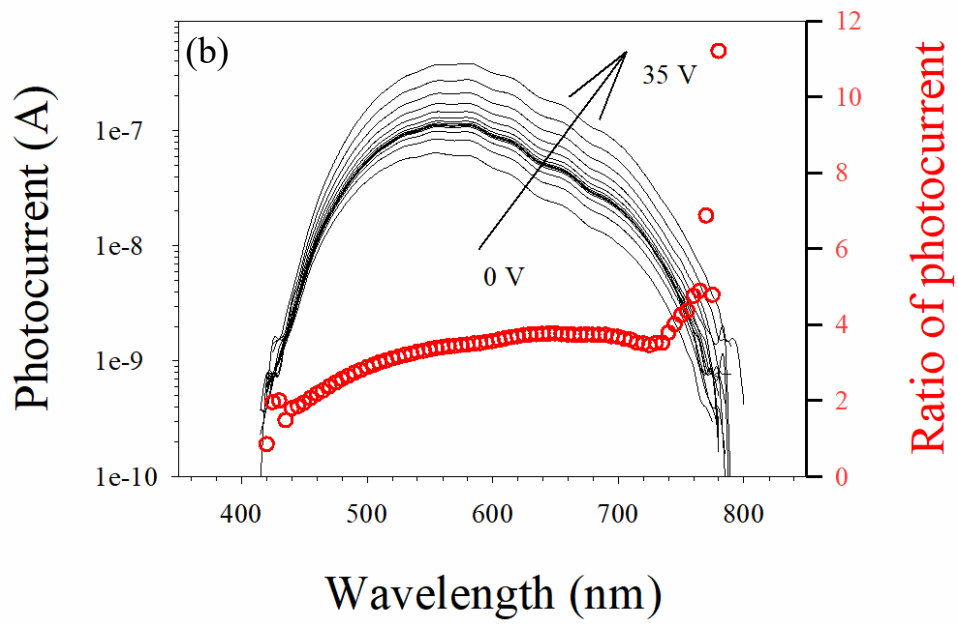 (b)
35 V
0 V
Photocurrent (A)
1e-7
1e-8
1e-9
1e-10
400
500
600
700
800
Wavelength (nm)
12
10
8
6
4
2
0
Ratio of photocurrent